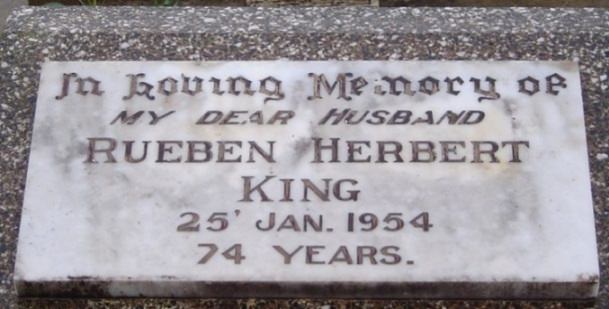 In Loving Memory of
MY DEAR HUSBAND
RUEBEN HERBERT
KING
25' JAN. 1954
74 YEARS.